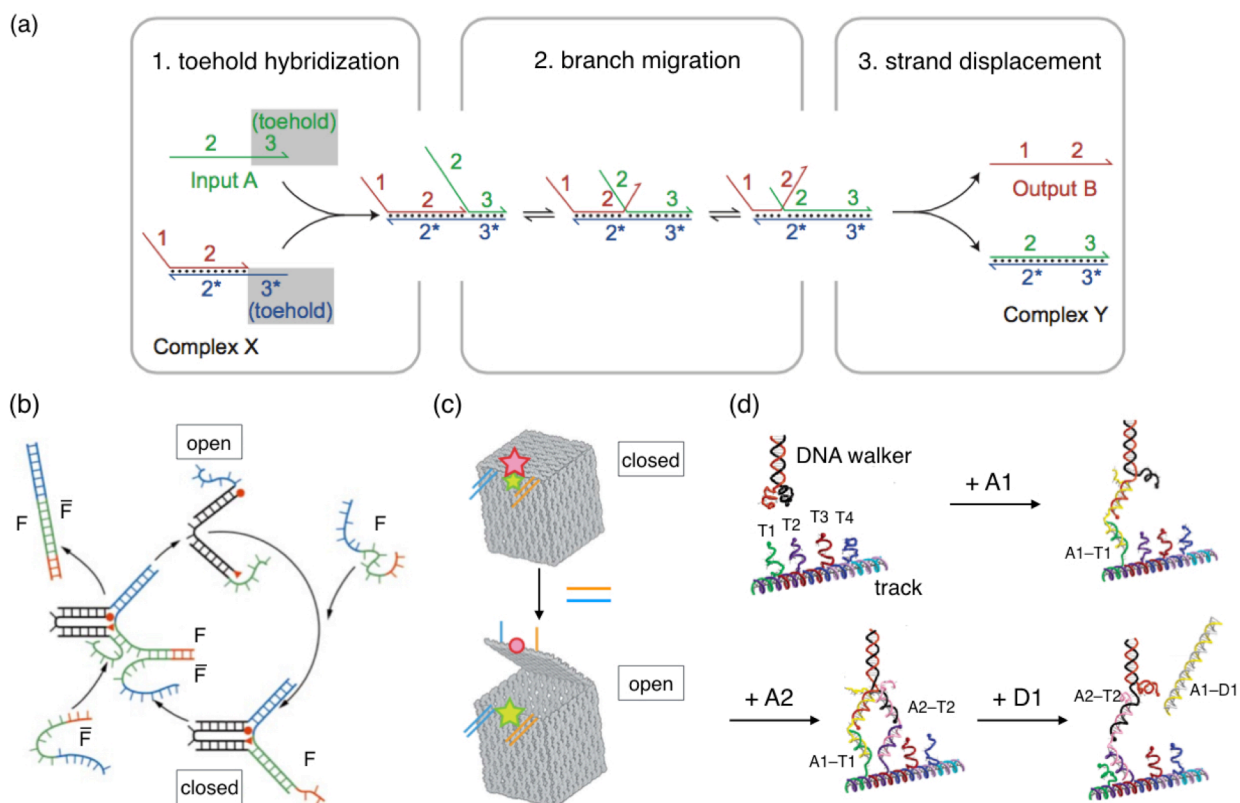 (a)
1. toehold hybridization
2. branch migration
3. strand displacement
(toehold)
2 3
Input A
1 2
2* 3*
(toehold)
Complex X
1 2 2 3
2* 3*
1 2 2 3
2* 3*
1 2 2 3
2* 3*
1 2
Output B
2 3
2* 3*
Complex Y
(b)
open
F F̅
F
F
F̅
F̅
F
closed
(c)
closed
open
(d)
DNA walker
T1 T2 T3 T4
track
+ A1
A1–T1
+ A2
A2–T2
A1–T1
+ D1
A2–T2
A1–D1